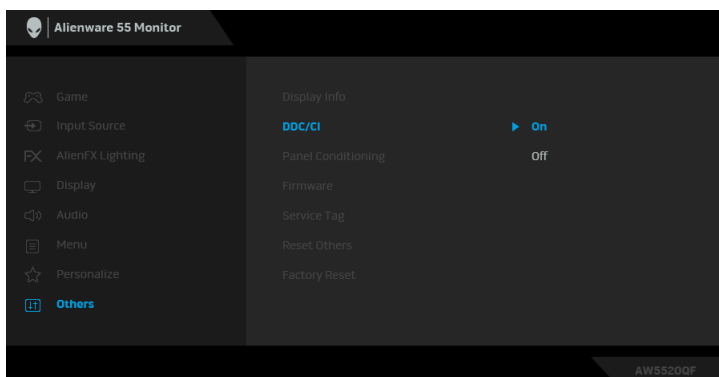 Alienware 55 Monitor
Game
Display Info
Input Source
DDC/CI
On
FX
AlienFX Lighting
Panel Conditioning
Off
Display
Firmware
Audio
Service Tag
Menu
Reset Others
Personalize
Factory Reset
Others
AW5520QF